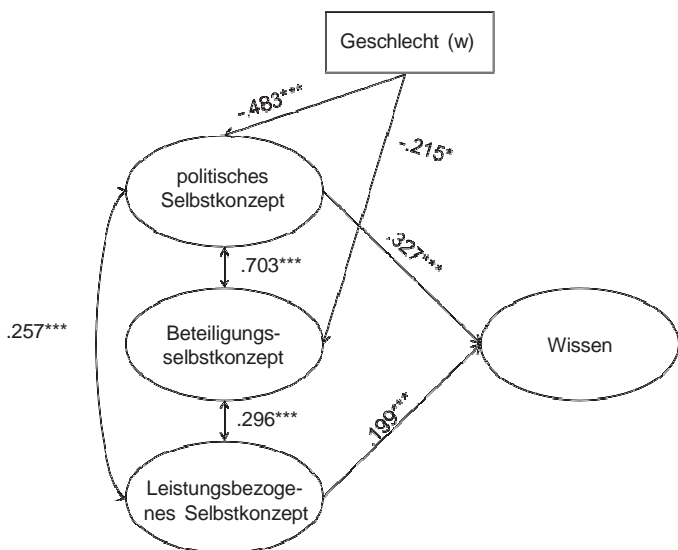 Geschlecht (w)
-.483***
-.215*
politisches
Selbstkonzept
.327***
.703***
.257***
Beteiligungs-
selbstkonzept
Wissen
.296***
.199***
Leistungsbezoge-
nes Selbstkonzept